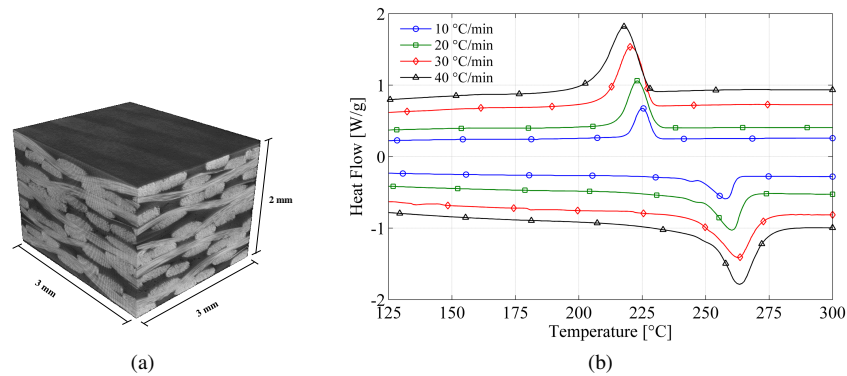 2 mm
3 mm
3 mm
(a)
10 °C/min
20 °C/min
30 °C/min
40 °C/min
Heat Flow [W/g]
2
1
0
-1
-2
125
150
175
200
225
250
275
300
Temperature [°C]
(b)